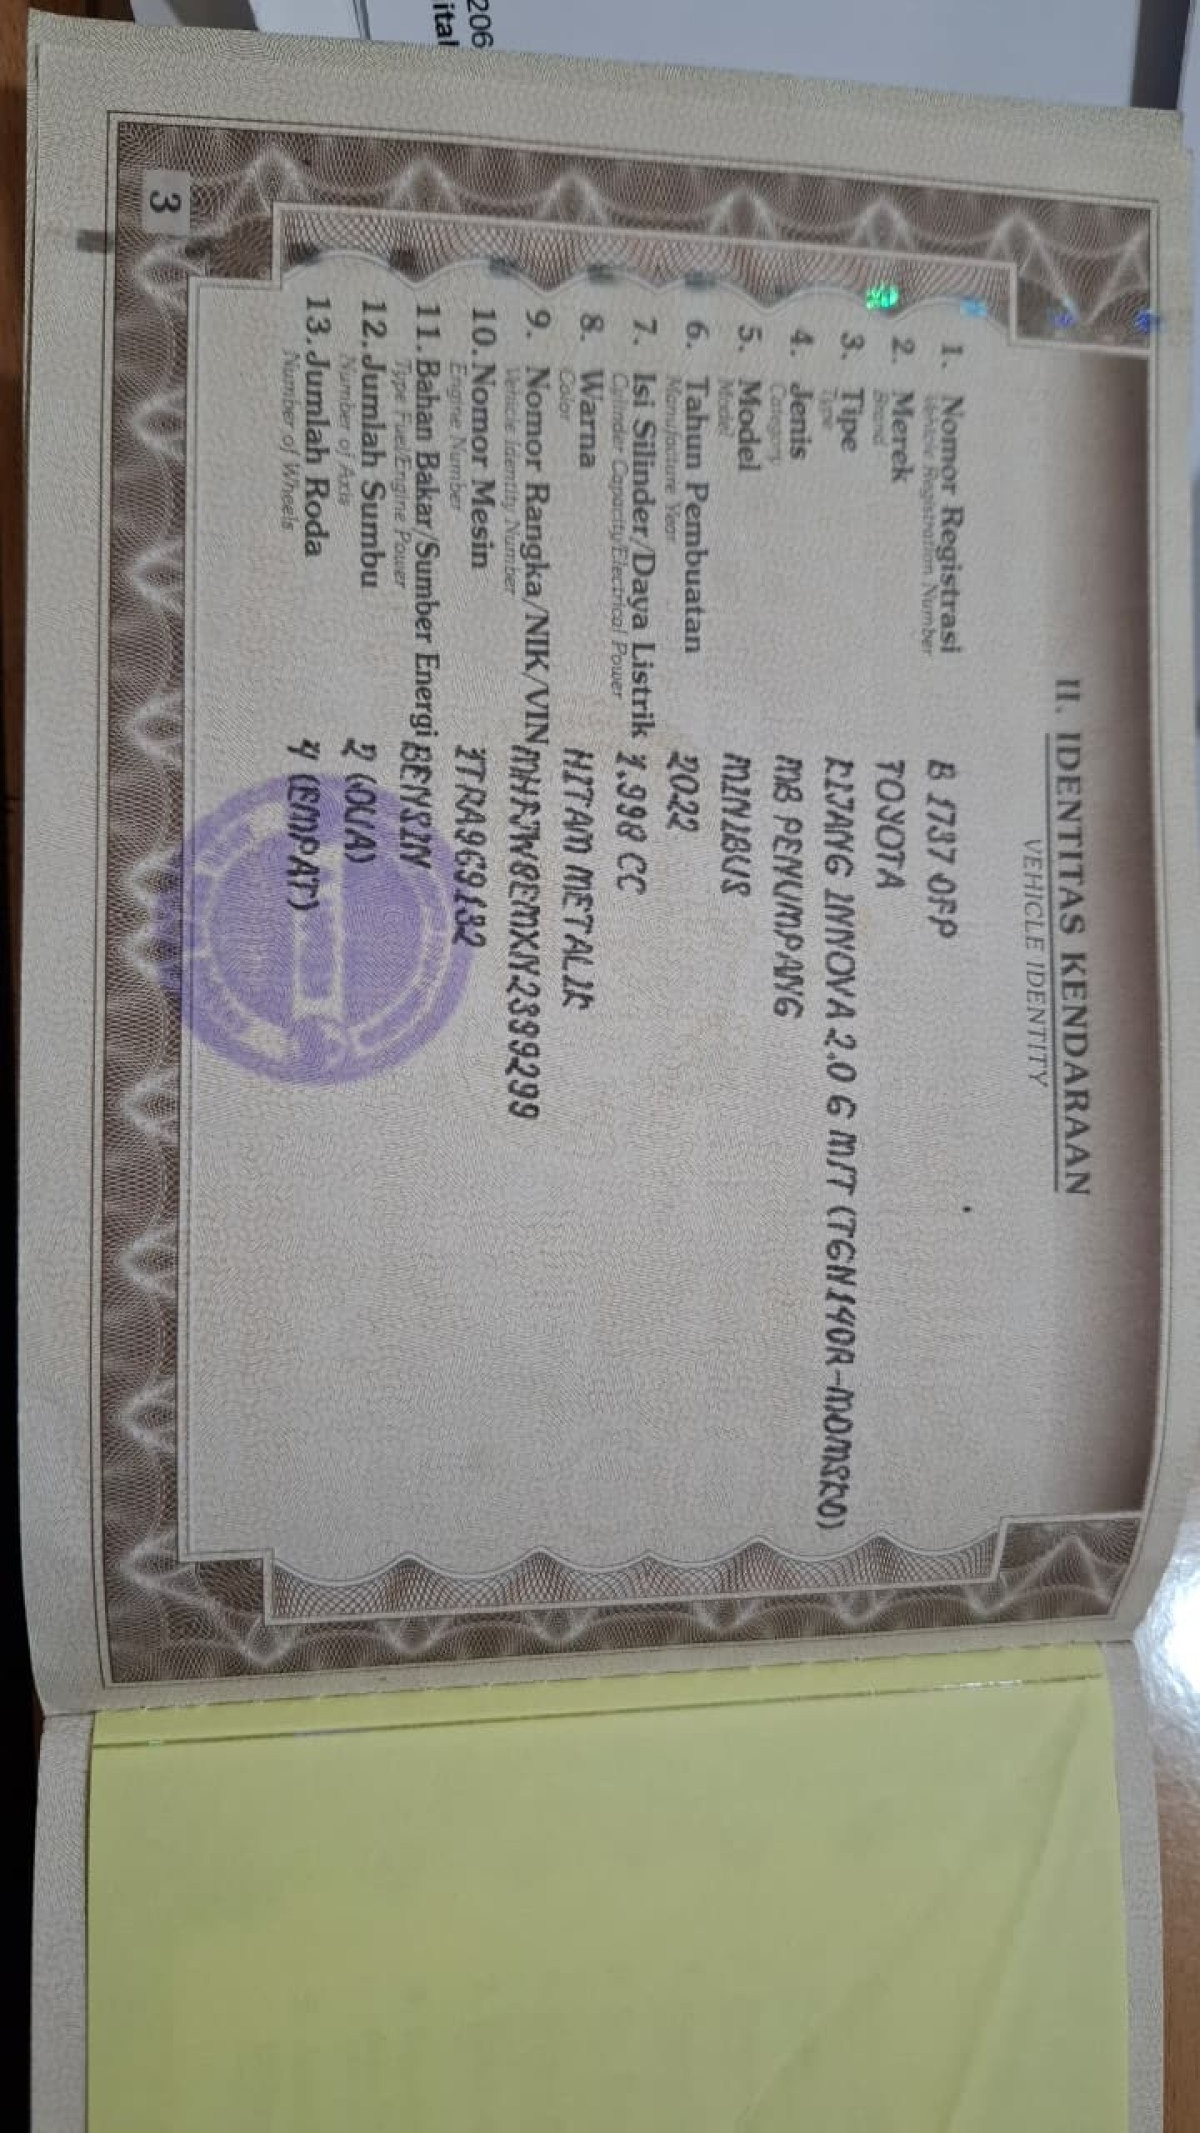 206
ital
II. IDENTITAS KENDARAAN
VEHICLE IDENTITY
1. Nomor Registrasi B 1737 OFP
Vehicle Registration Number
2. Merek TOYOTA
Brand
3. Tipe KIJANG INNOVA 2.0 G M/T (TGN140R-MDMSKD)
Type
4. Jenis MB PENUMPANG
Category
5. Model MINIBUS
Model
6. Tahun Pembuatan 2022
Manufacture Year
7. Isi Silinder/Daya Listrik 1.998 CC
Cylinder Capacity/Electrical Power
8. Warna HITAM METALIK
Color
9. Nomor Rangka/NIK/VIN
Vehicle Identity Number
10. Nomor Mesin 1TRA969132
Engine Number
11. Bahan Bakar/Sumber Energi BENSIN
Type Fuel/Engine Power
12. Jumlah Sumbu 2 (DUA)
Number of Axis
13. Jumlah Roda 4 (EMPAT)
Number of Wheels
3